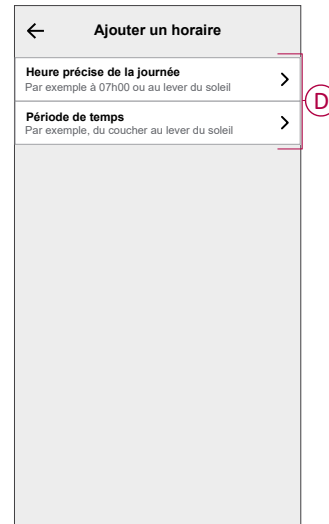 Ajouter un horaire
Heure précise de la journée
Par exemple à 07h00 ou au lever du soleil
D
Période de temps
Par exemple, du coucher au lever du soleil